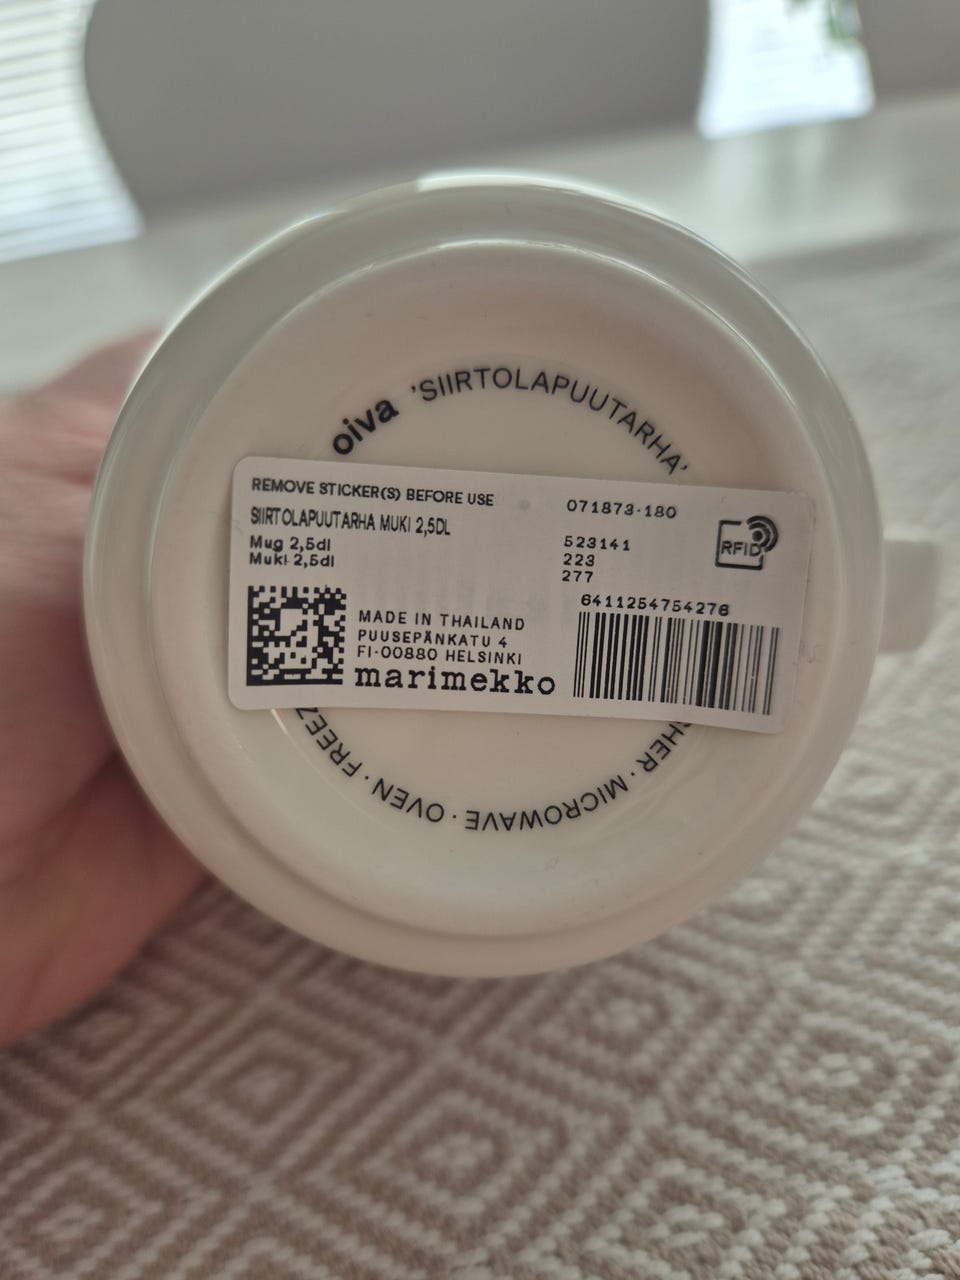 oiva 'SIIRTOLAPUUTARHA'
REMOVE STICKER(S) BEFORE USE
SIIRTOLAPUUTARHA MUKI 2,5DL
Mug 2,5dl
Muki 2,5dl
071873-180
523141
223
277
RFID
6411254754276
MADE IN THAILAND
PUUSEPÄNKATU 4
FI-00880 HELSINKI
marimekko
MICROWAVE · OVEN ·